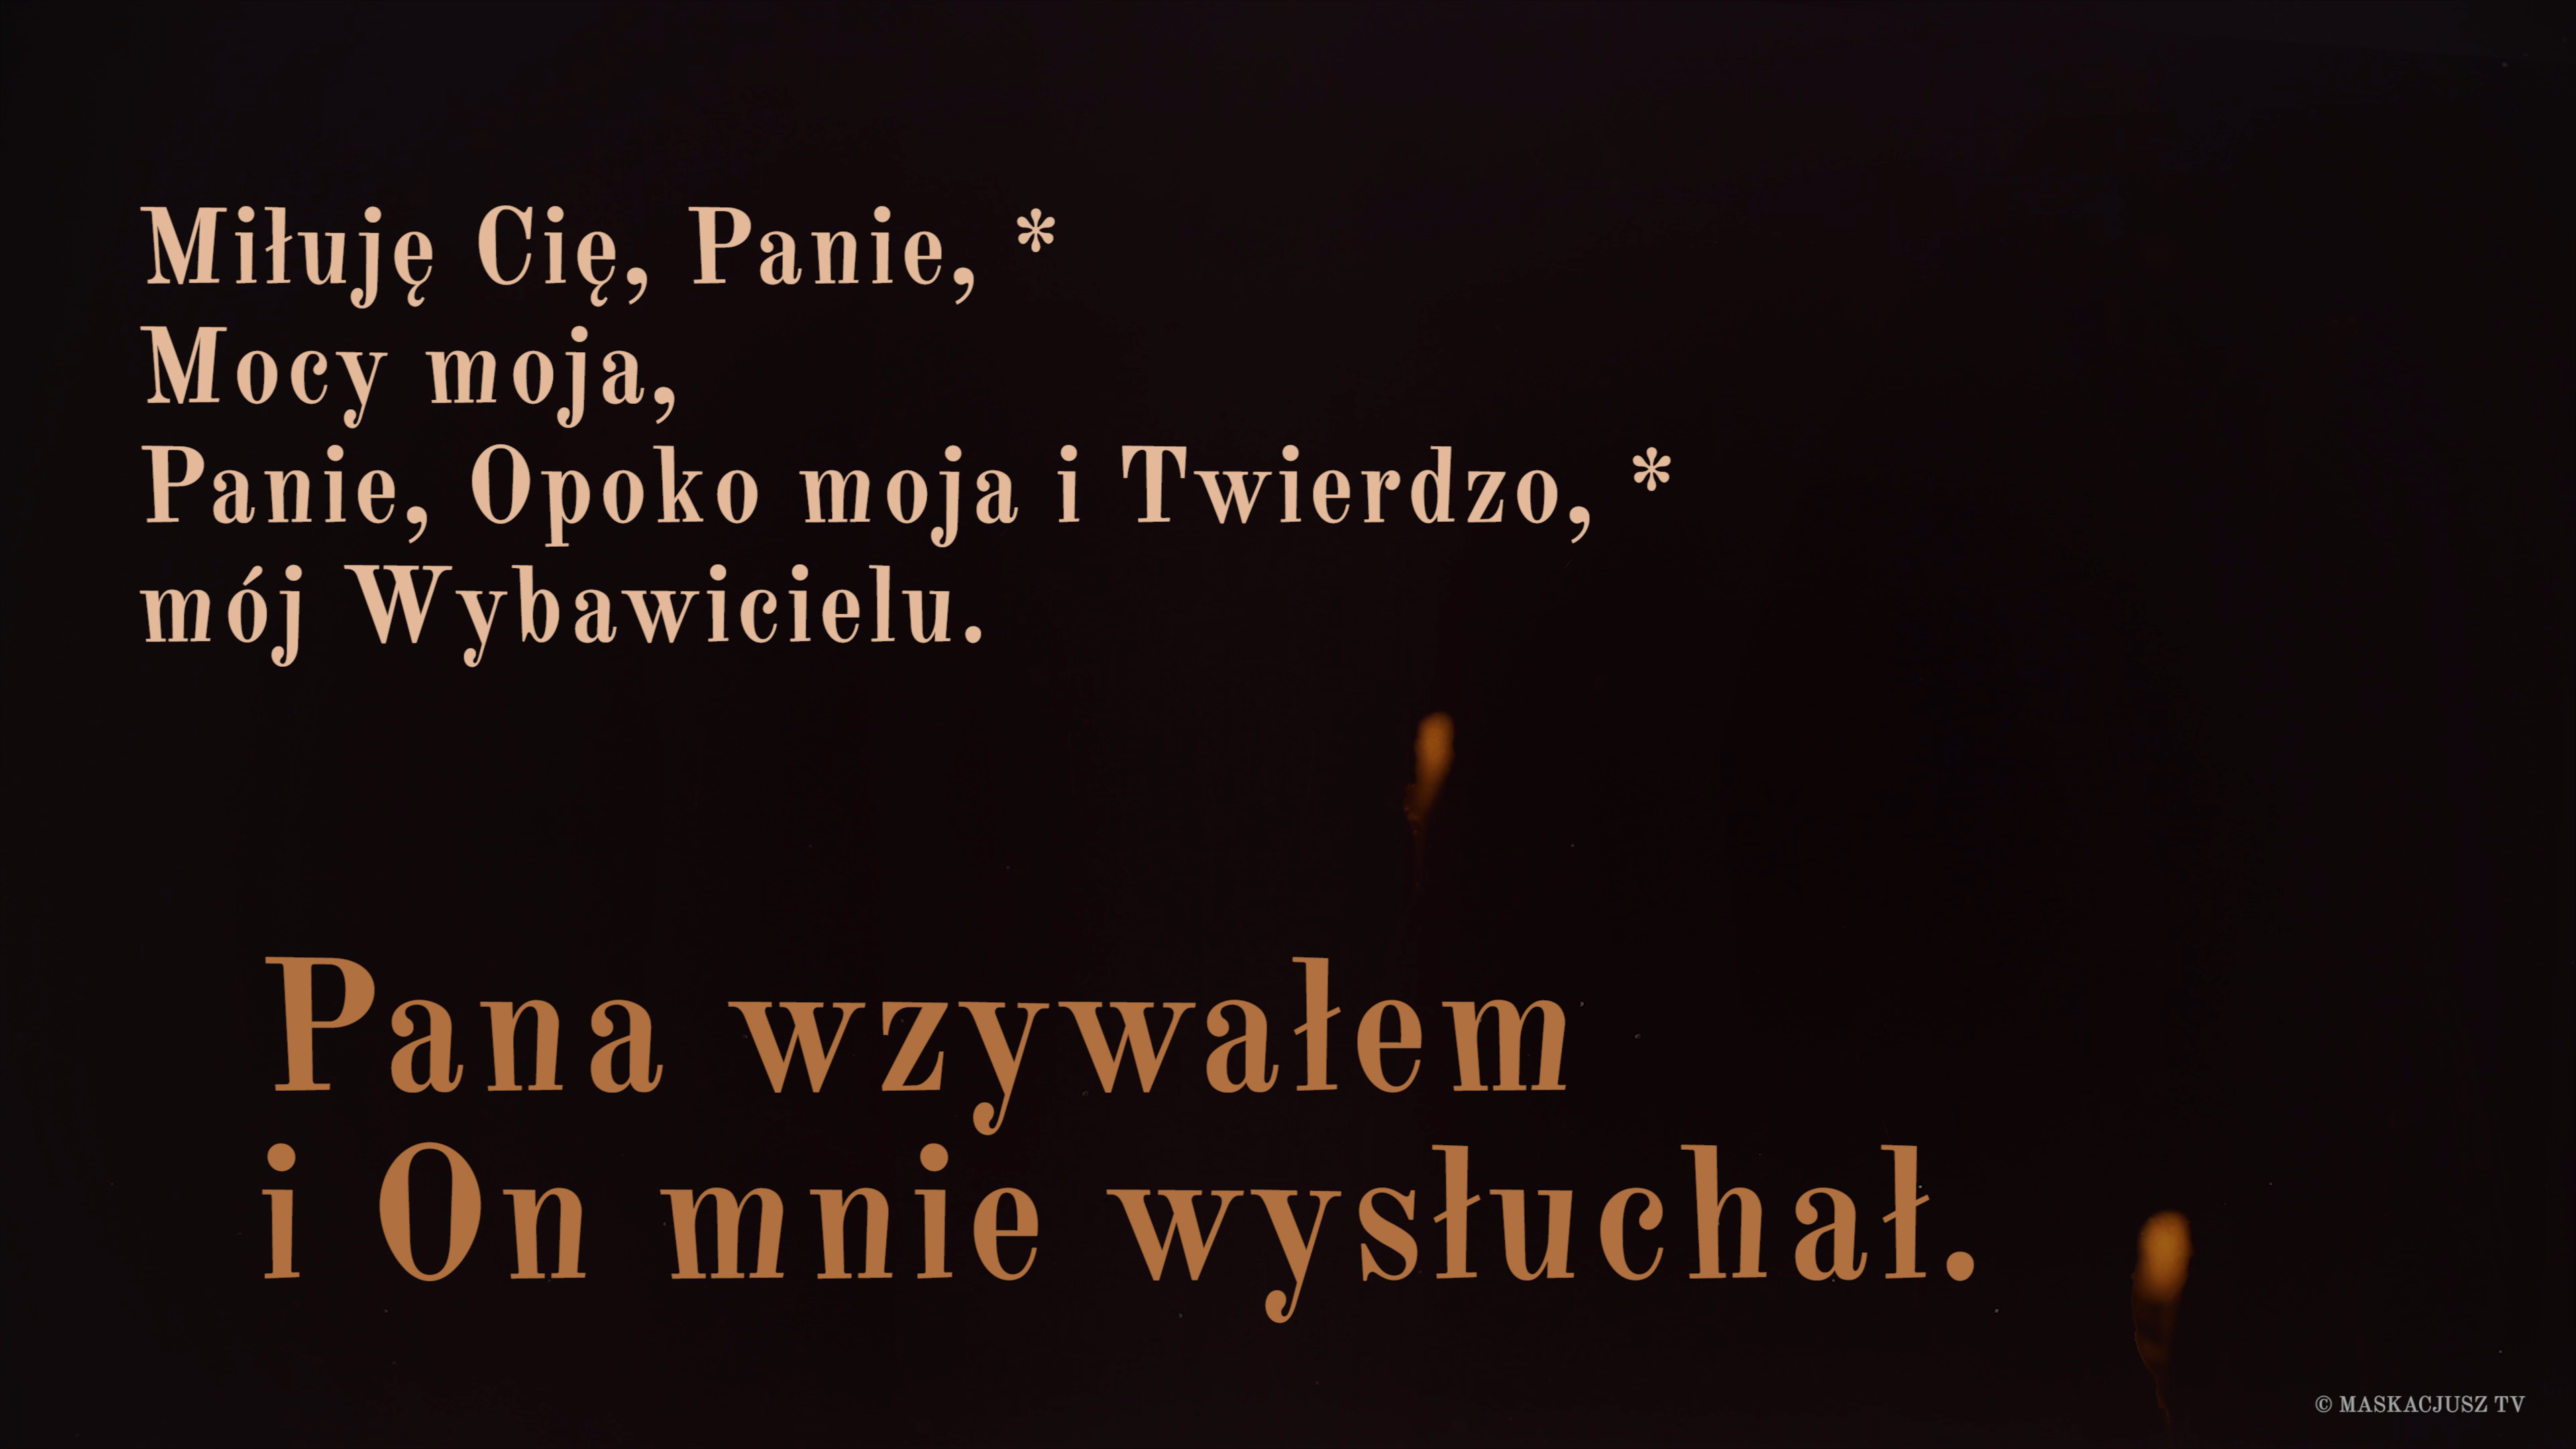 Miłuję Cię, Panie, *
Mocy moja,
Panie, Opoko moja i Twierdzo, *
mój Wybawicielu.
Pana wzywałem
i On mnie wysłuchał.
© MASKACJUSZ TV